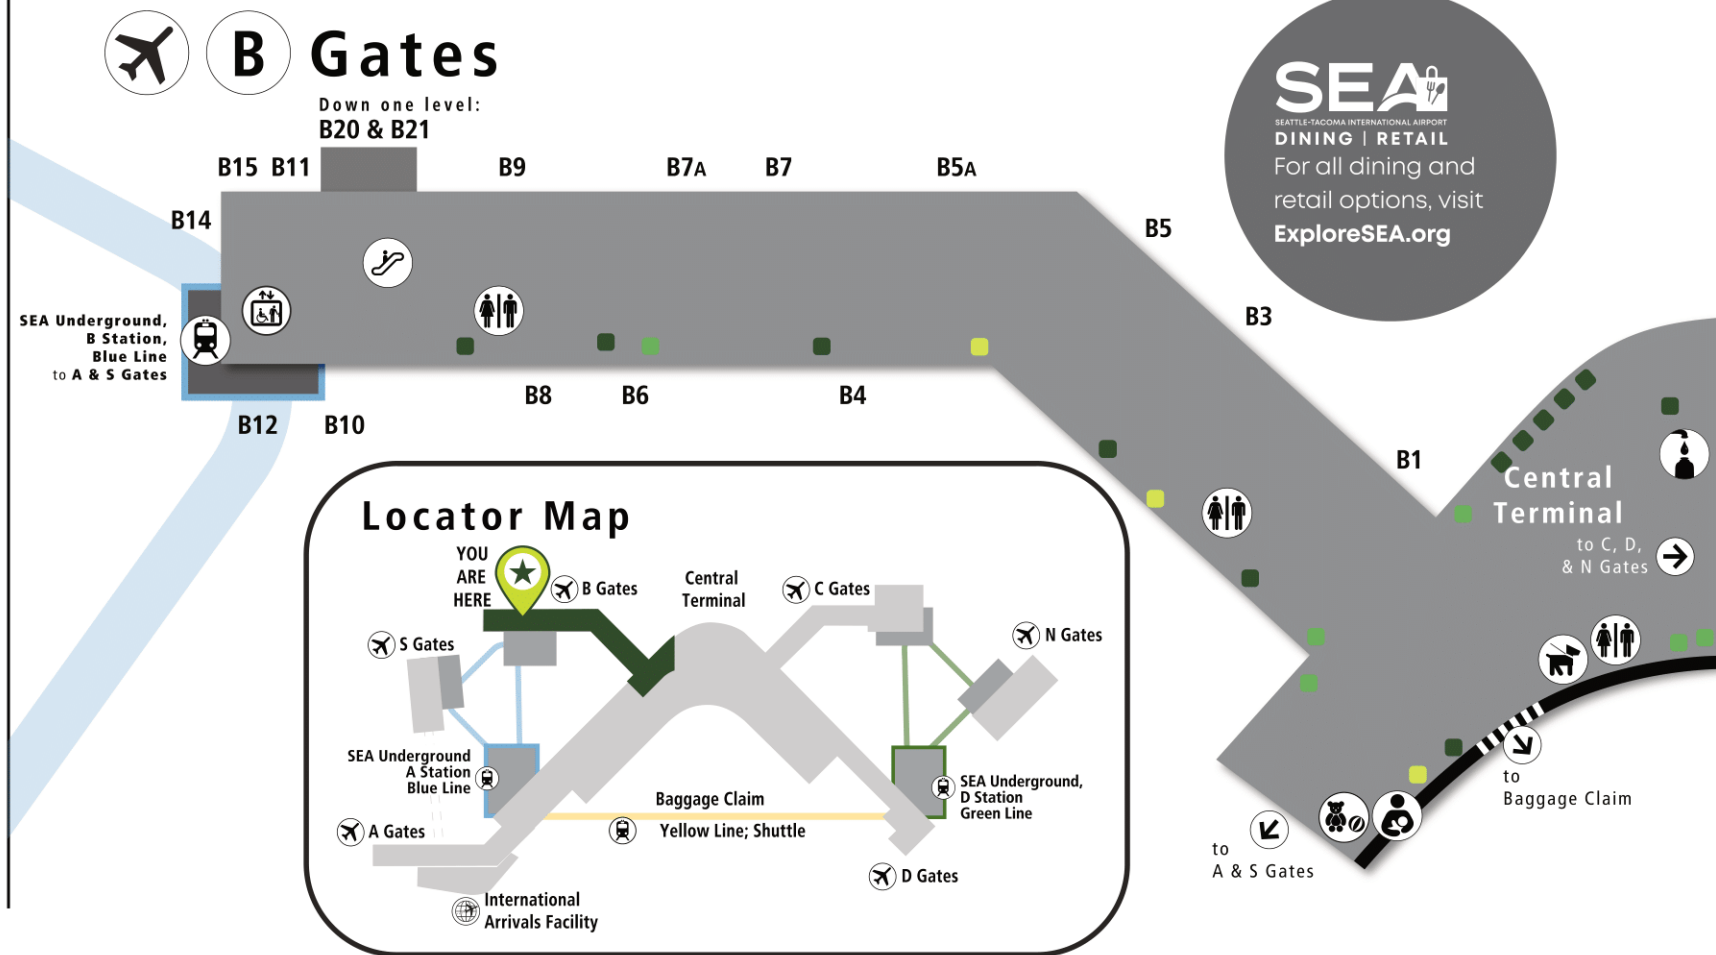 B Gates
Down one level:
B20 & B21
B15 B11 B9 B7A B7 B5A
B14
B5
B3
B1
SEA Underground,
B Station,
Blue Line
to A & S Gates
B12 B10 B8 B6 B4
SEA
SEATTLE-TACOMA INTERNATIONAL AIRPORT
DINING | RETAIL
For all dining and
retail options, visit
ExploreSEA.org
Central
Terminal
to C, D,
& N Gates
to
Baggage Claim
to
A & S Gates
Locator Map
YOU
ARE
HERE
B Gates
Central
Terminal
C Gates
S Gates
N Gates
SEA Underground
A Station
Blue Line
SEA Underground,
D Station
Green Line
Baggage Claim
Yellow Line; Shuttle
A Gates
D Gates
International
Arrivals Facility